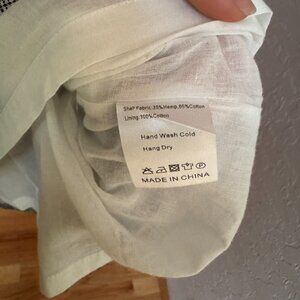 Shell Fabric:35%Hemp,65%Cotton
Lining:100%Cotton
Hand Wash Cold
Hang Dry
MADE IN CHINA